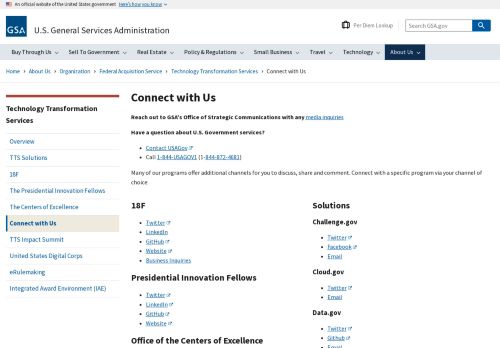 An official website of the United States government Here's how you know
GSA U.S. General Services Administration
Per Diem Lookup
Search GSA.gov
Buy Through Us Sell To Government Real Estate Policy & Regulations Small Business Travel Technology About Us
Home › About Us › Organization › Federal Acquisition Service › Technology Transformation Services › Connect with Us
Technology Transformation
Services
Overview
TTS Solutions
18F
The Presidential Innovation Fellows
The Centers of Excellence
Connect with Us
TTS Impact Summit
United States Digital Corps
eRulemaking
Integrated Award Environment (IAE)
Connect with Us
Reach out to GSA's Office of Strategic Communications with any media inquiries
Have a question about U.S. Government services?
• Contact USAGov
• Call 1-844-USAGOV1 (1-844-872-4681)
Many of our programs offer additional channels for you to discuss, share and comment. Connect with a specific program via your channel of
choice
18F
• Twitter
• LinkedIn
• GitHub
• Website
• Business Inquiries
Presidential Innovation Fellows
• Twitter
• LinkedIn
• GitHub
• Website
Office of the Centers of Excellence
Solutions
Challenge.gov
• Twitter
• Facebook
• Email
Cloud.gov
• Twitter
• Email
Data.gov
• Twitter
• Github
• Email